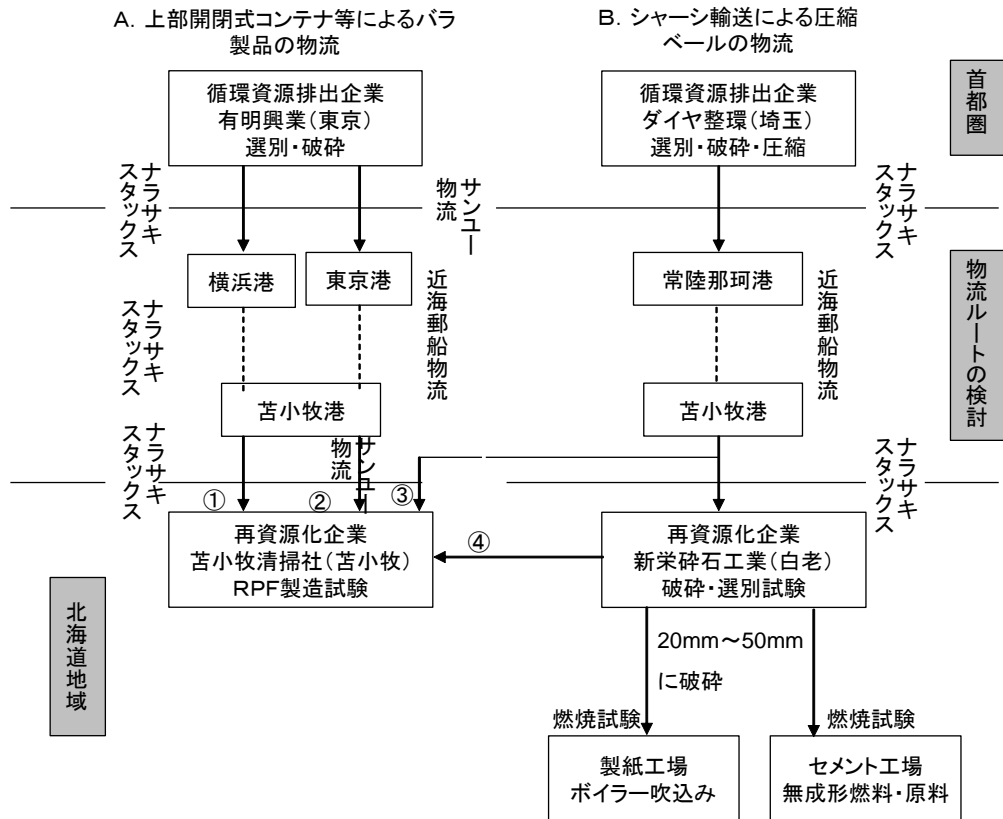 A．上部開閉式コンテナ等によるバラ
製品の物流
B．シャーシ輸送による圧縮
ベールの物流
循環資源排出企業
有明興業（東京）
選別・破砕
循環資源排出企業
ダイヤ整環（埼玉）
選別・破砕・圧縮
首都圏
ナラサキ
スタックス
サンユー
物流
ナラサキ
スタックス
横浜港
東京港
常陸那珂港
ナラサキ
スタックス
近海郵船物流
近海郵船物流
物流ルートの検討
苫小牧港
苫小牧港
ナラサキ
スタックス
サンユー
物流
ナラサキ
スタックス
①
②
③
再資源化企業
苫小牧清掃社（苫小牧）
RPF製造試験
④
再資源化企業
新栄砕石工業（白老）
破砕・選別試験
北海道地域
20mm～50mm
に破砕
燃焼試験
燃焼試験
製紙工場
ボイラー吹込み
セメント工場
無成形燃料・原料